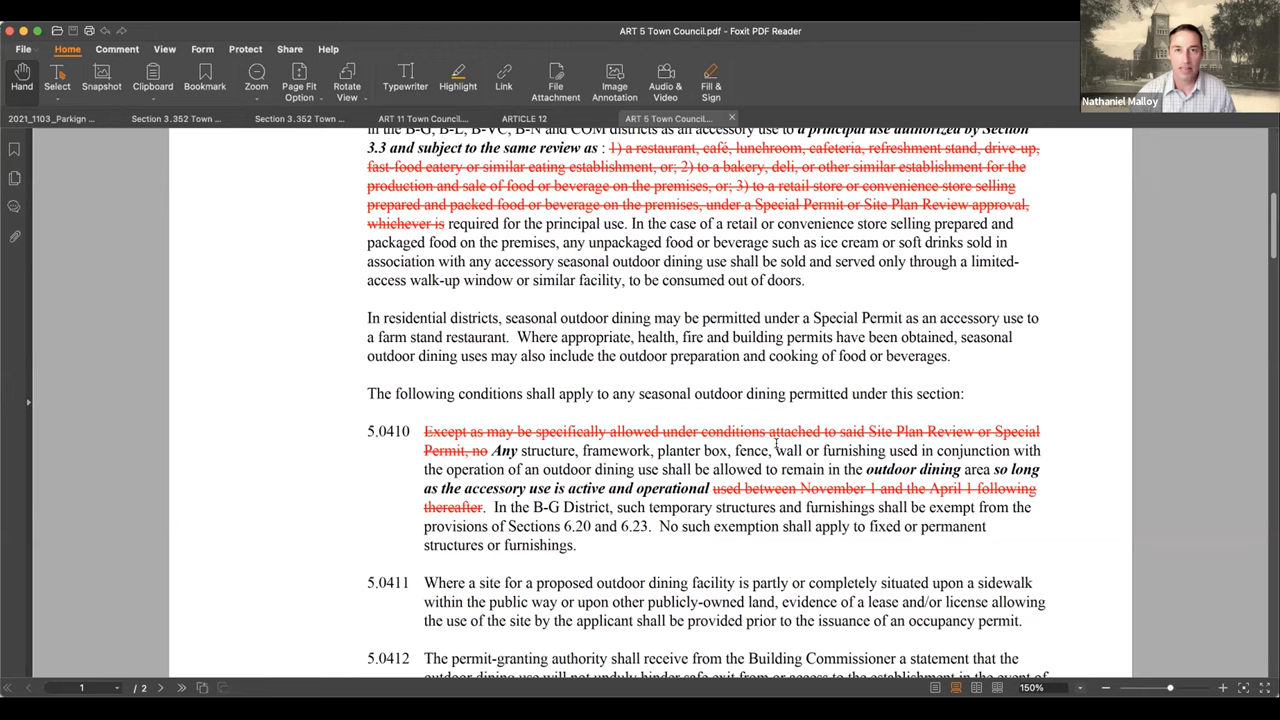 ART 5 Town Council.pdf - Foxit PDF Reader
File Home Comment View Form Protect Share Help
Hand Select Snapshot Clipboard Bookmark Zoom Page Fit Option Rotate View Typewriter Highlight Link File Attachment Image Annotation Audio & Video Fill & Sign
Nathaniel Malloy
2021_1103_Parkign ... Section 3.352 Town ... Section 3.352 Town ... ART 11 Town Council.... ARTICLE 12 ART 5 Town Council....
in the B-G, B-L, B-VC, B-N and COM districts as an accessory use to a principal use authorized by Section
3.3 and subject to the same review as : 1) a restaurant, café, lunchroom, cafeteria, refreshment stand, drive-up,
fast-food eatery or similar eating establishment, or; 2) to a bakery, deli, or other similar establishment for the
production and sale of food or beverage on the premises, or; 3) to a retail store or convenience store selling
prepared and packed food or beverage on the premises, under a Special Permit or Site Plan Review approval,
whichever is required for the principal use. In the case of a retail or convenience store selling prepared and
packaged food on the premises, any unpackaged food or beverage such as ice cream or soft drinks sold in
association with any accessory seasonal outdoor dining use shall be sold and served only through a limited-
access walk-up window or similar facility, to be consumed out of doors.
In residential districts, seasonal outdoor dining may be permitted under a Special Permit as an accessory use to
a farm stand restaurant. Where appropriate, health, fire and building permits have been obtained, seasonal
outdoor dining uses may also include the outdoor preparation and cooking of food or beverages.
The following conditions shall apply to any seasonal outdoor dining permitted under this section:
5.0410 Except as may be specifically allowed under conditions attached to said Site Plan Review or Special
Permit, no Any structure, framework, planter box, fence, wall or furnishing used in conjunction with
the operation of an outdoor dining use shall be allowed to remain in the outdoor dining area so long
as the accessory use is active and operational used between November 1 and the April 1 following
thereafter. In the B-G District, such temporary structures and furnishings shall be exempt from the
provisions of Sections 6.20 and 6.23. No such exemption shall apply to fixed or permanent
structures or furnishings.
5.0411 Where a site for a proposed outdoor dining facility is partly or completely situated upon a sidewalk
within the public way or upon other publicly-owned land, evidence of a lease and/or license allowing
the use of the site by the applicant shall be provided prior to the issuance of an occupancy permit.
5.0412 The permit-granting authority shall receive from the Building Commissioner a statement that the
outdoor dining use will not unduly hinder safe exit from or access to the establishment in the event of
1 / 2 150%